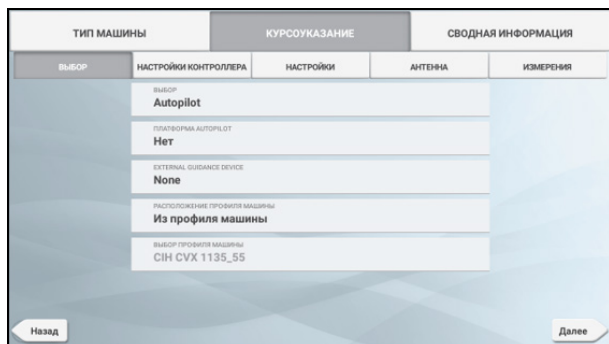 ТИП МАШИНЫ
КУРСОУКАЗАНИЕ
СВОДНАЯ ИНФОРМАЦИЯ
ВЫБОР
НАСТРОЙКИ КОНТРОЛЛЕРА
НАСТРОЙКИ
АНТЕННА
ИЗМЕРЕНИЯ
ВЫБОР
Autopilot
ПЛАТФОРМА AUTOPILOT
Нет
EXTERNAL GUIDANCE DEVICE
None
РАСПОЛОЖЕНИЕ ПРОФИЛЯ МАШИНЫ
Из профиля машины
ВЫБОР ПРОФИЛЯ МАШИНЫ
CIH CVX 1135_55
Назад
Далее